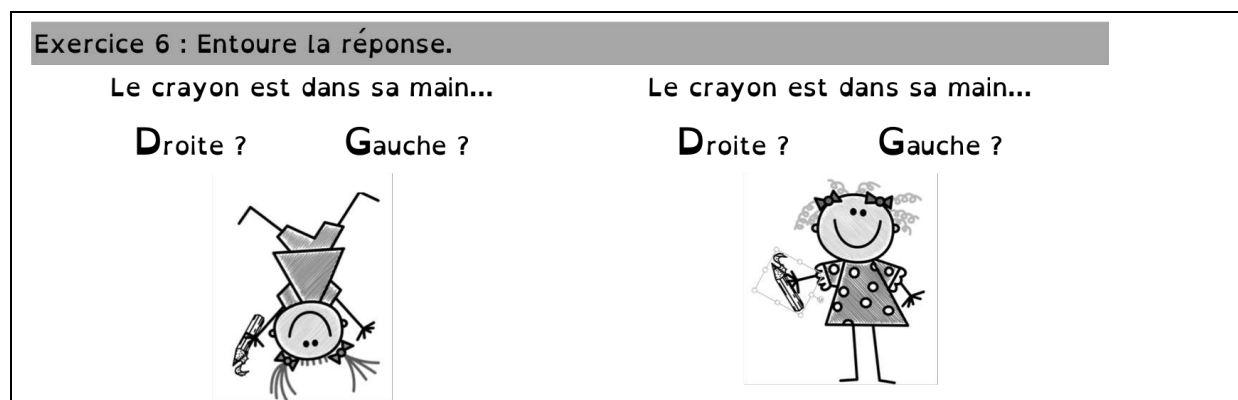 Exercice 6 : Entoure la réponse.
Le crayon est dans sa main...
Droite ? Gauche ?
Le crayon est dans sa main...
Droite ? Gauche ?